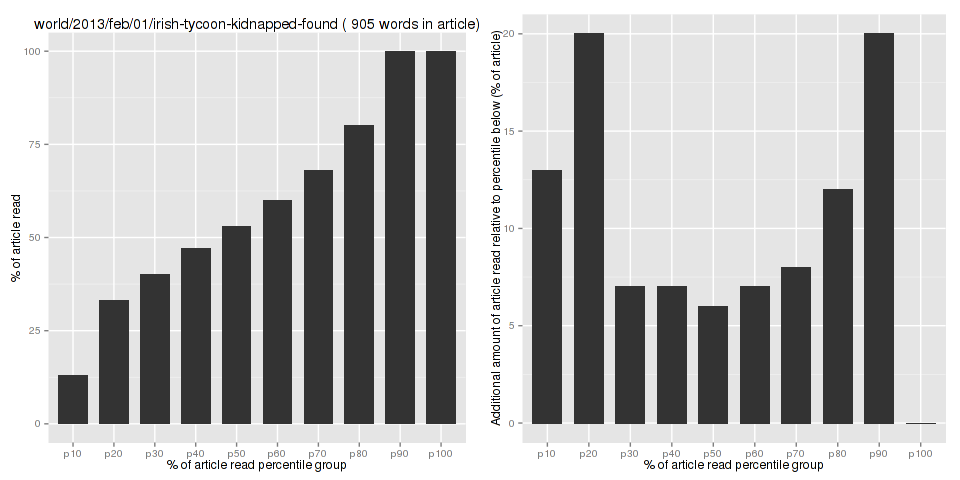 world/2013/feb/01/irish-tycoon-kidnapped-found ( 905 words in article)
% of article read
100
75
50
25
0
p10 p20 p30 p40 p50 p60 p70 p80 p90 p100
% of article read percentile group
Additional amount of article read relative to percentile below (% of article)
20
15
10
5
0
p10 p20 p30 p40 p50 p60 p70 p80 p90 p100
% of article read percentile group